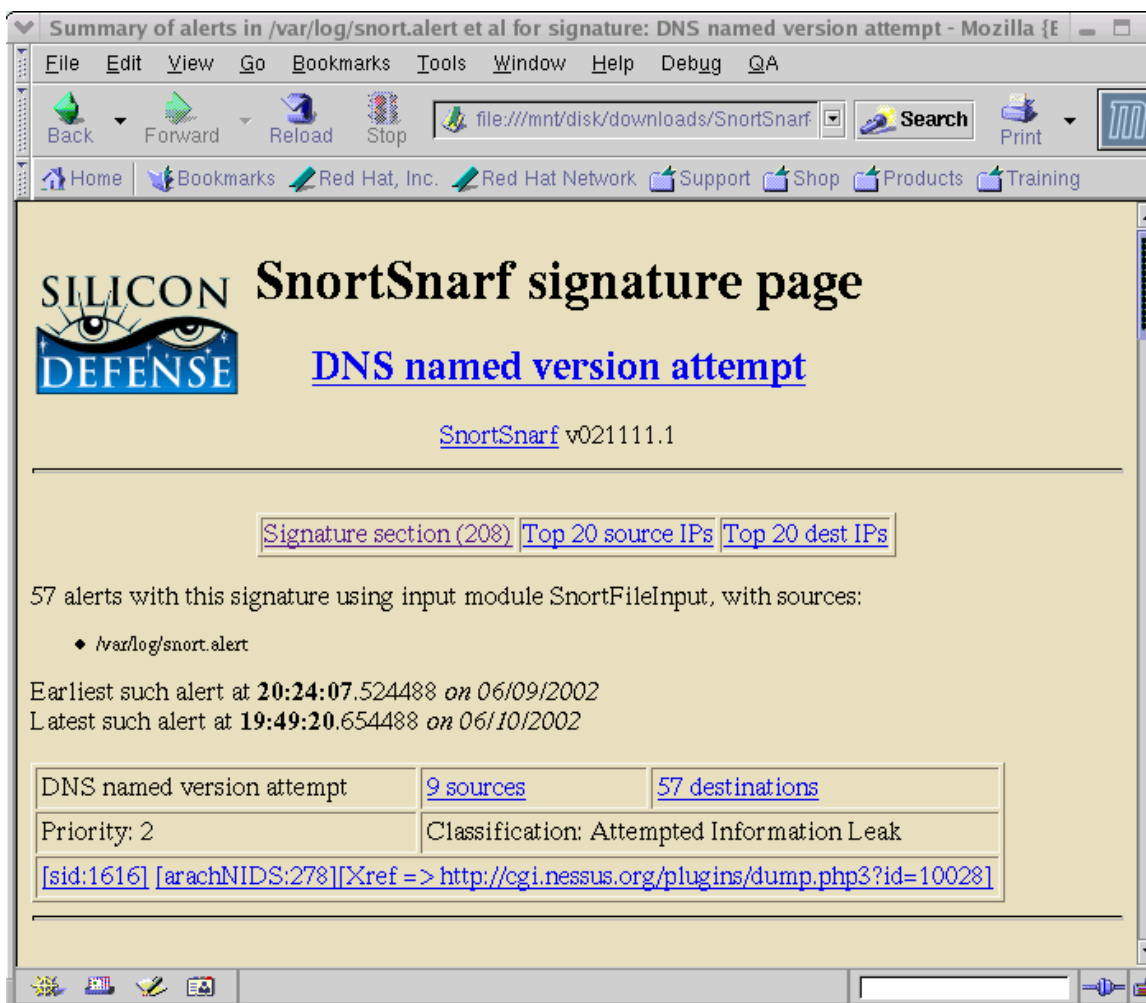 Summary of alerts in /var/log/snort.alert et al for signature: DNS named version attempt - Mozilla {E
File Edit View Go Bookmarks Tools Window Help Debug QA
Back Forward Reload Stop file:///mnt/disk/downloads/SnortSnarf Search Print
Home Bookmarks Red Hat, Inc. Red Hat Network Support Shop Products Training
SILICON DEFENSE
SnortSnarf signature page
DNS named version attempt
SnortSnarf v021111.1
Signature section (208) Top 20 source IPs Top 20 dest IPs
57 alerts with this signature using input module SnortFileInput, with sources:
/var/log/snort.alert
Earliest such alert at 20:24:07.524488 on 06/09/2002
Latest such alert at 19:49:20.654488 on 06/10/2002
DNS named version attempt 9 sources 57 destinations
Priority: 2 Classification: Attempted Information Leak
[sid:1616] [arachNIDS:278][Xref => http://cgi.nessus.org/plugins/dump.php3?id=10028]